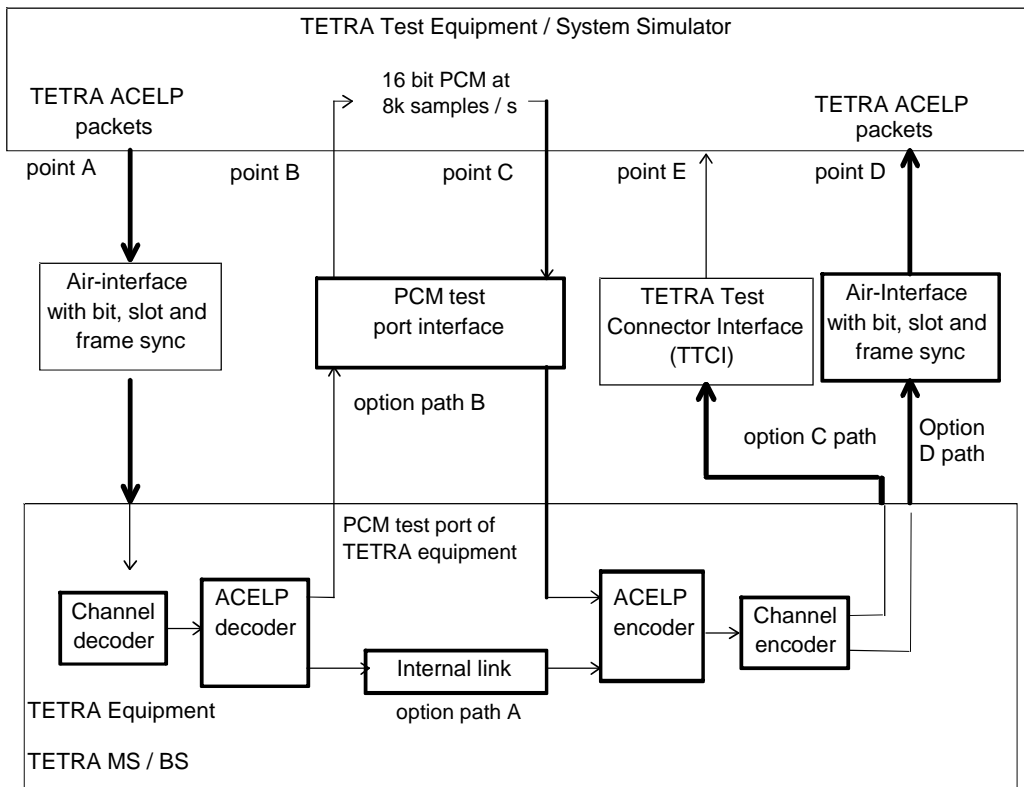 TETRA Test Equipment / System Simulator
16 bit PCM at
8k samples / s
TETRA ACELP
packets
TETRA ACELP
packets
point A
point B
point C
point E
point D
Air-interface
with bit, slot and
frame sync
PCM test
port interface
TETRA Test
Connector Interface
(TTCI)
Air-Interface
with bit, slot and
frame sync
option path B
option C path
Option
D path
PCM test port of
TETRA equipment
Channel
decoder
ACELP
decoder
Internal link
option path A
ACELP
encoder
Channel
encoder
TETRA Equipment
TETRA MS / BS